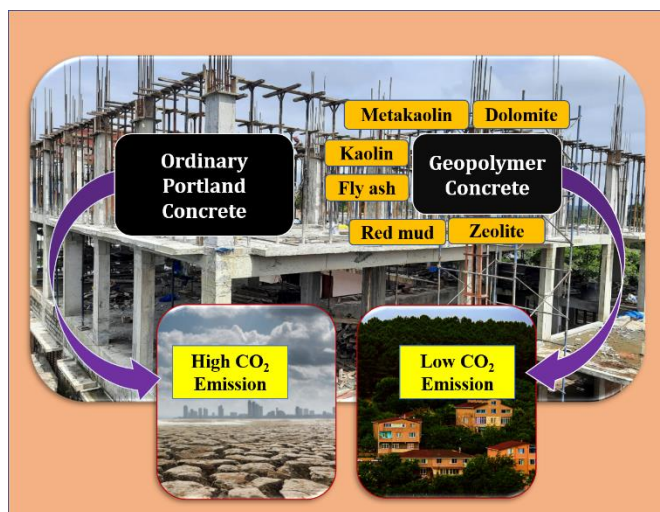 Metakaolin
Dolomite
Ordinary
Portland
Concrete
Kaolin
Fly ash
Geopolymer
Concrete
Red mud
Zeolite
High CO₂
Emission
Low CO₂
Emission